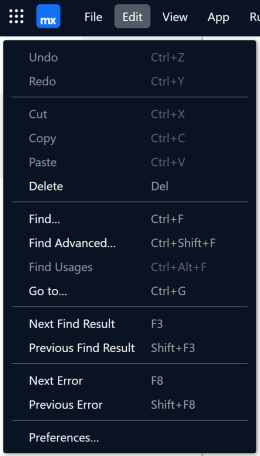 mx File Edit View App Ru
Undo Ctrl+Z
Redo Ctrl+Y
Cut Ctrl+X
Copy Ctrl+C
Paste Ctrl+V
Delete Del
Find... Ctrl+F
Find Advanced... Ctrl+Shift+F
Find Usages Ctrl+Alt+F
Go to... Ctrl+G
Next Find Result F3
Previous Find Result Shift+F3
Next Error F8
Previous Error Shift+F8
Preferences...